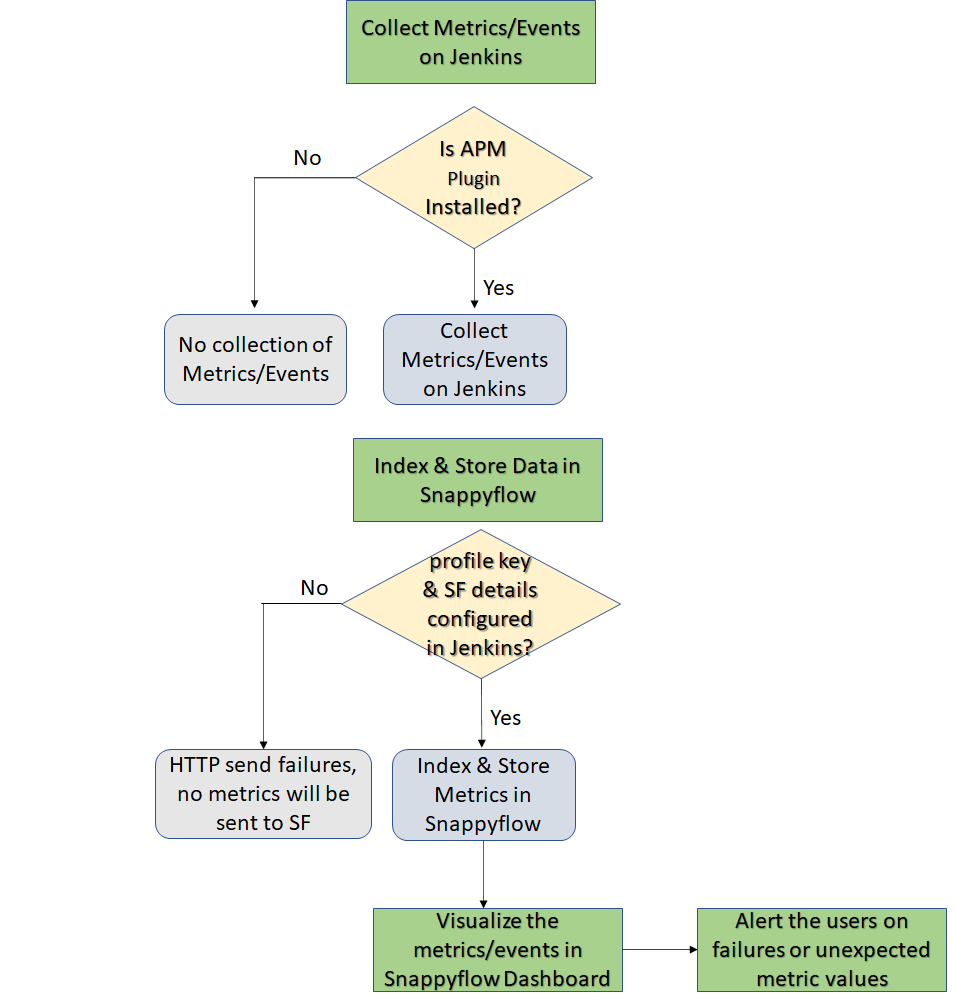 Collect Metrics/Events
on Jenkins
Is APM
Plugin
Installed?
No
Yes
No collection of
Metrics/Events
Collect
Metrics/Events
on Jenkins
Index & Store Data in
Snappyflow
profile key
& SF details
configured
in Jenkins?
No
Yes
HTTP send failures,
no metrics will be
sent to SF
Index & Store
Metrics in
Snappyflow
Visualize the
metrics/events in
Snappyflow Dashboard
Alert the users on
failures or unexpected
metric values